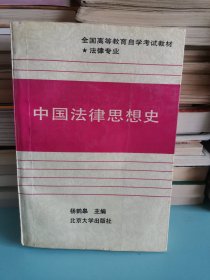 全国高等教育自学考试教材
★法律专业
中国法律思想史
杨鹤皋 主编
北京大学出版社